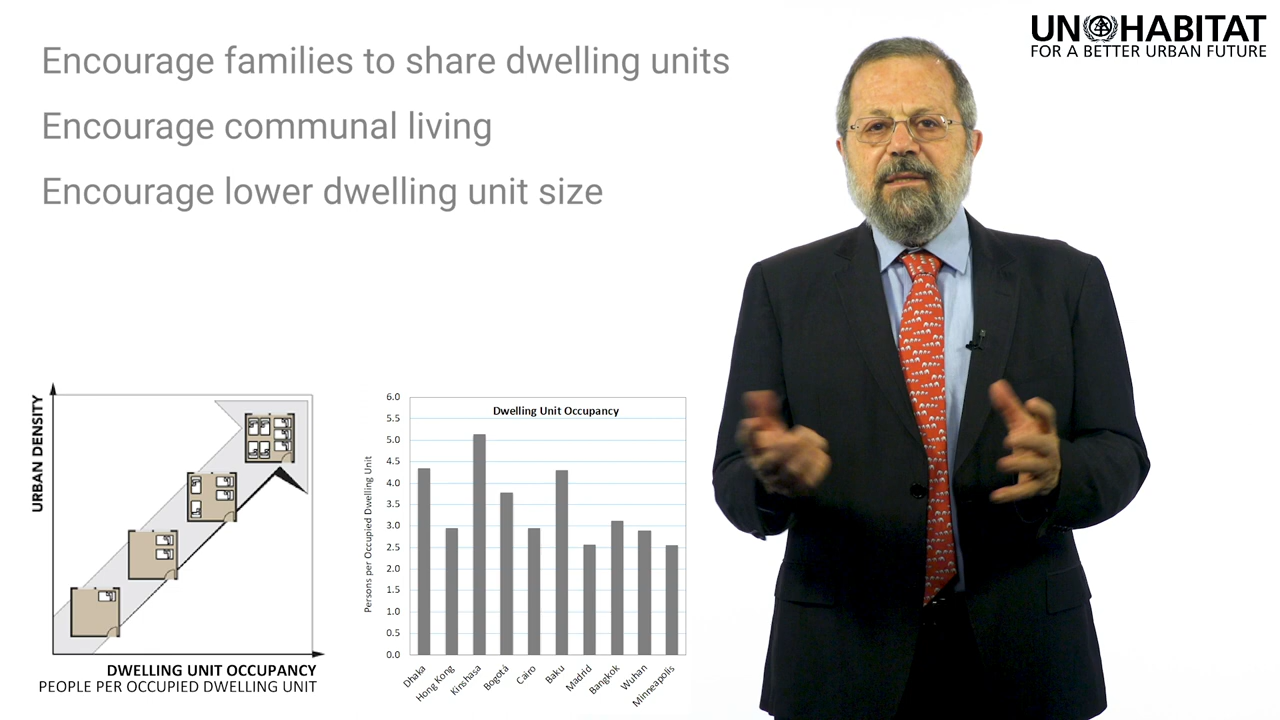 Encourage families to share dwelling units
Encourage communal living
Encourage lower dwelling unit size
UN HABITAT
FOR A BETTER URBAN FUTURE
URBAN DENSITY
DWELLING UNIT OCCUPANCY
PEOPLE PER OCCUPIED DWELLING UNIT
Dwelling Unit Occupancy
Persons per Occupied Dwelling Unit
6.0
5.5
5.0
4.5
4.0
3.5
3.0
2.5
2.0
1.5
1.0
0.5
0.0
Dhaka
Hong Kong
Kinshasa
Bogotá
Cairo
Baku
Madrid
Bangkok
Wuhan
Minneapolis